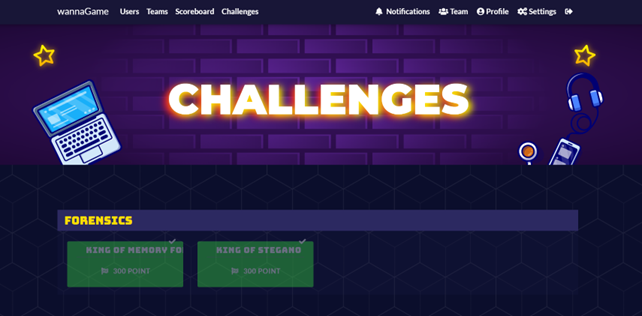 wannaGame Users Teams Scoreboard Challenges Notifications Team Profile Settings
CHALLENGES
FORENSICS
KING OF MEMORY FO KING OF STEGANO
300 POINT 300 POINT